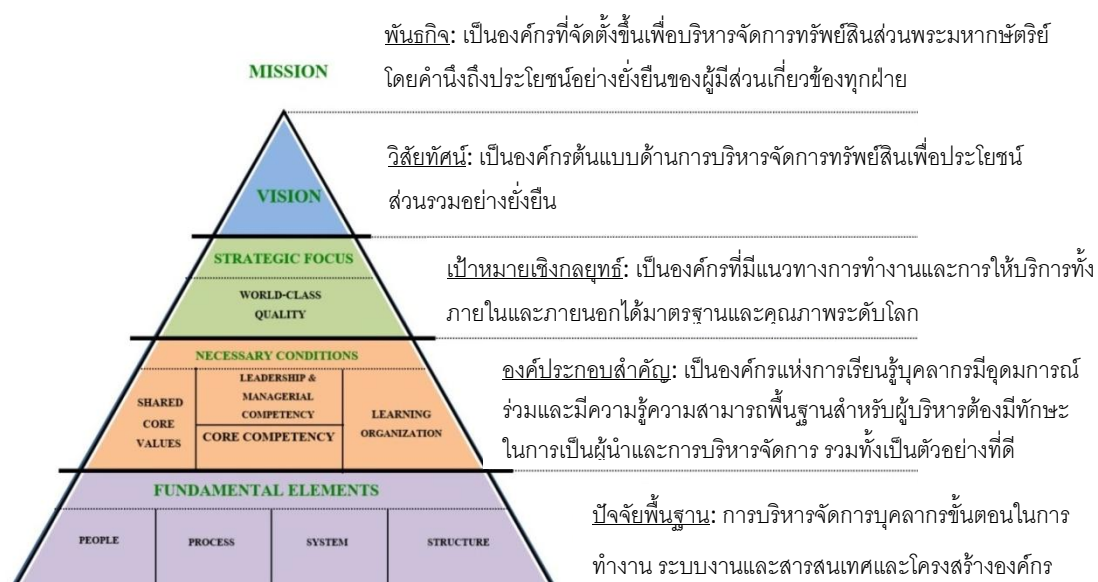 พันธกิจ: เป็นองค์กรที่จัดตั้งขึ้นเพื่อบริหารจัดการทรัพย์สินส่วนพระมหากษัตริย์
โดยคำนึงถึงประโยชน์อย่างยั่งยืนของผู้มีส่วนเกี่ยวข้องทุกฝ่าย
MISSION
วิสัยทัศน์: เป็นองค์กรต้นแบบด้านการบริหารจัดการทรัพย์สินเพื่อประโยชน์
ส่วนรวมอย่างยั่งยืน
VISION
STRATEGIC FOCUS
WORLD-CLASS
QUALITY
เป้าหมายเชิงกลยุทธ์: เป็นองค์กรที่มีแนวทางการทำงานและการให้บริการทั้ง
ภายในและภายนอกได้มาตรฐานและคุณภาพระดับโลก
NECESSARY CONDITIONS
SHARED
CORE
VALUES
LEADERSHIP &
MANAGERIAL
COMPETENCY
CORE COMPETENCY
LEARNING
ORGANIZATION
องค์ประกอบสำคัญ: เป็นองค์กรแห่งการเรียนรู้บุคลากรมีอุดมการณ์
ร่วมและมีความรู้ความสามารถพื้นฐานสำหรับผู้บริหารต้องมีทักษะ
ในการเป็นผู้นำและการบริหารจัดการ รวมทั้งเป็นตัวอย่างที่ดี
FUNDAMENTAL ELEMENTS
PEOPLE
PROCESS
SYSTEM
STRUCTURE
ปัจจัยพื้นฐาน: การบริหารจัดการบุคลากรขั้นตอนในการ
ทำงาน ระบบงานและสารสนเทศและโครงสร้างองค์กร